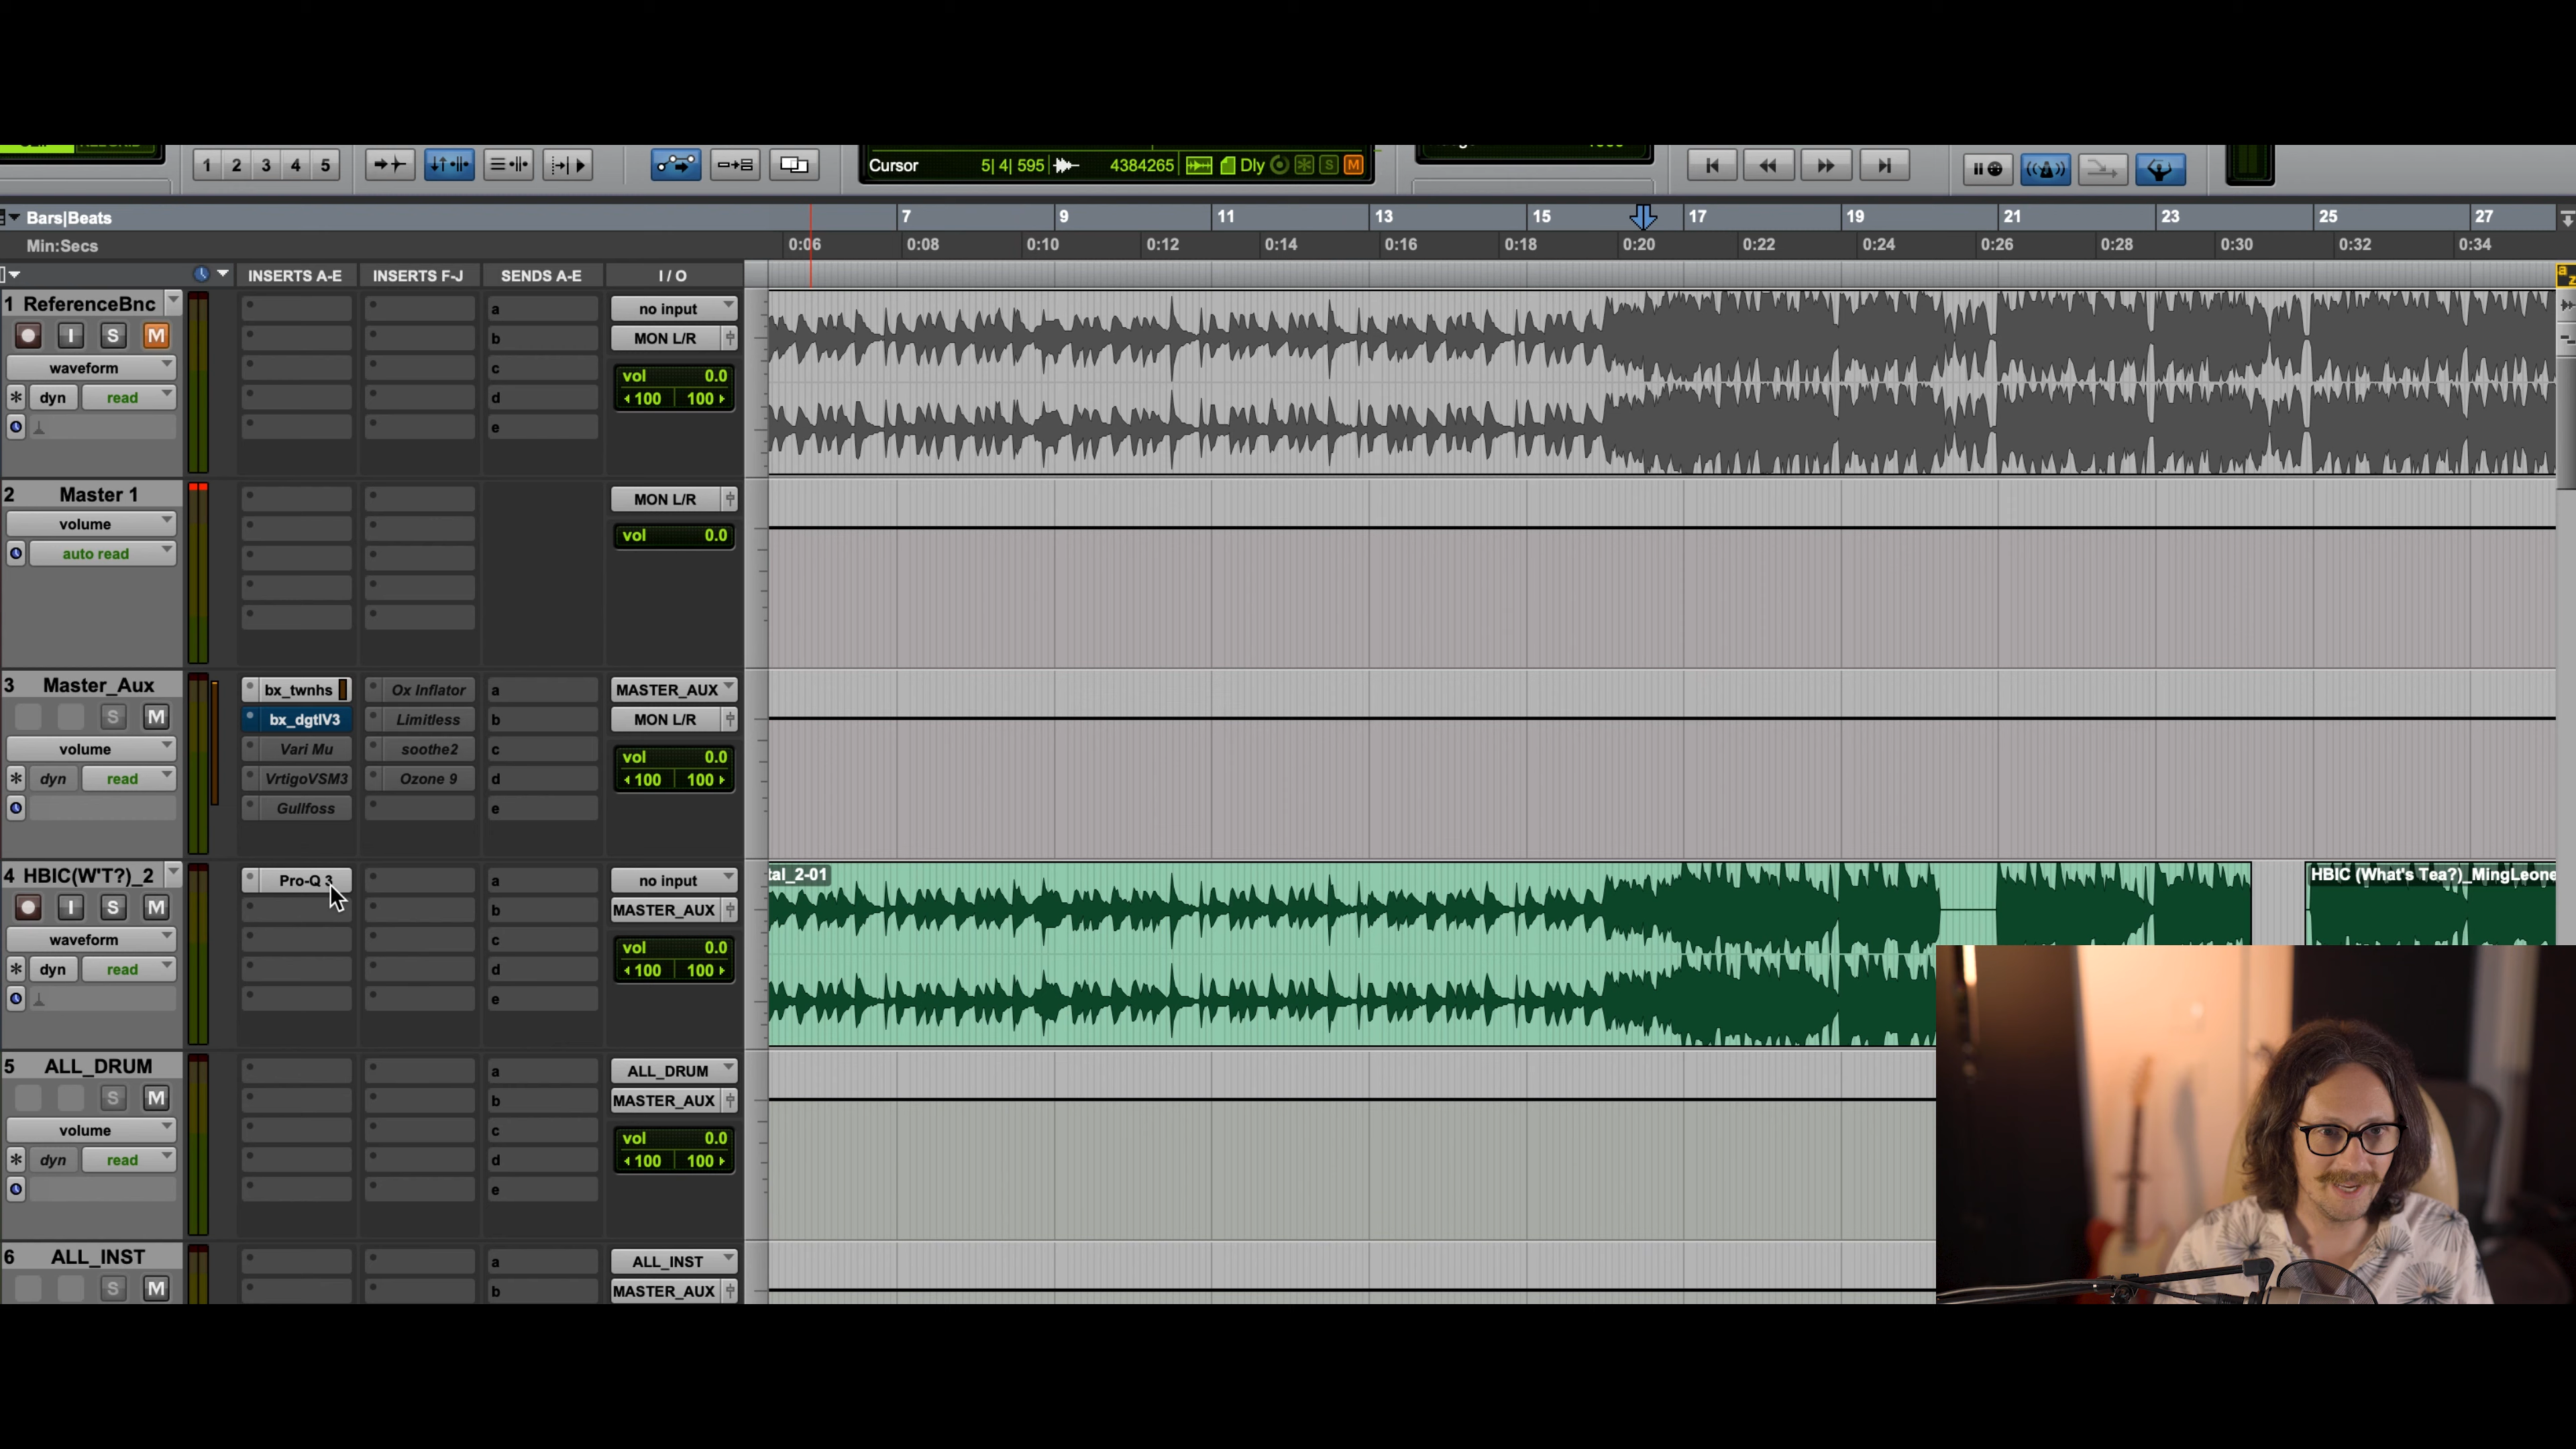 1 2 3 4 5
Cursor 5| 4| 595 4384265 Dly S M
Bars|Beats 7 9 11 13 15 17 19 21 23 25 27
Min:Secs 0:06 0:08 0:10 0:12 0:14 0:16 0:18 0:20 0:22 0:24 0:26 0:28 0:30 0:32 0:34
INSERTS A-E INSERTS F-J SENDS A-E I / O
a z
1 ReferenceBnc a no input
I S M b MON L/R
waveform c vol 0.0
dyn read d 100 100
e
2 Master 1 MON L/R
volume vol 0.0
auto read
3 Master_Aux bx_twnhs Ox Inflator a MASTER_AUX
S M bx_dgtlV3 Limitless b MON L/R
volume Vari Mu soothe2 c vol 0.0
dyn read VrtigoVSM3 Ozone 9 d 100 100
Gullfoss e
4 HBIC(W'T?)_2 Pro-Q 3 a no input tal_2-01 HBIC (What's Tea?)_MingLeone
I S M b MASTER_AUX
waveform c vol 0.0
dyn read d 100 100
e
5 ALL_DRUM a ALL_DRUM
S M b MASTER_AUX
volume c vol 0.0
dyn read d 100 100
e
6 ALL_INST a ALL_INST
S M b MASTER_AUX